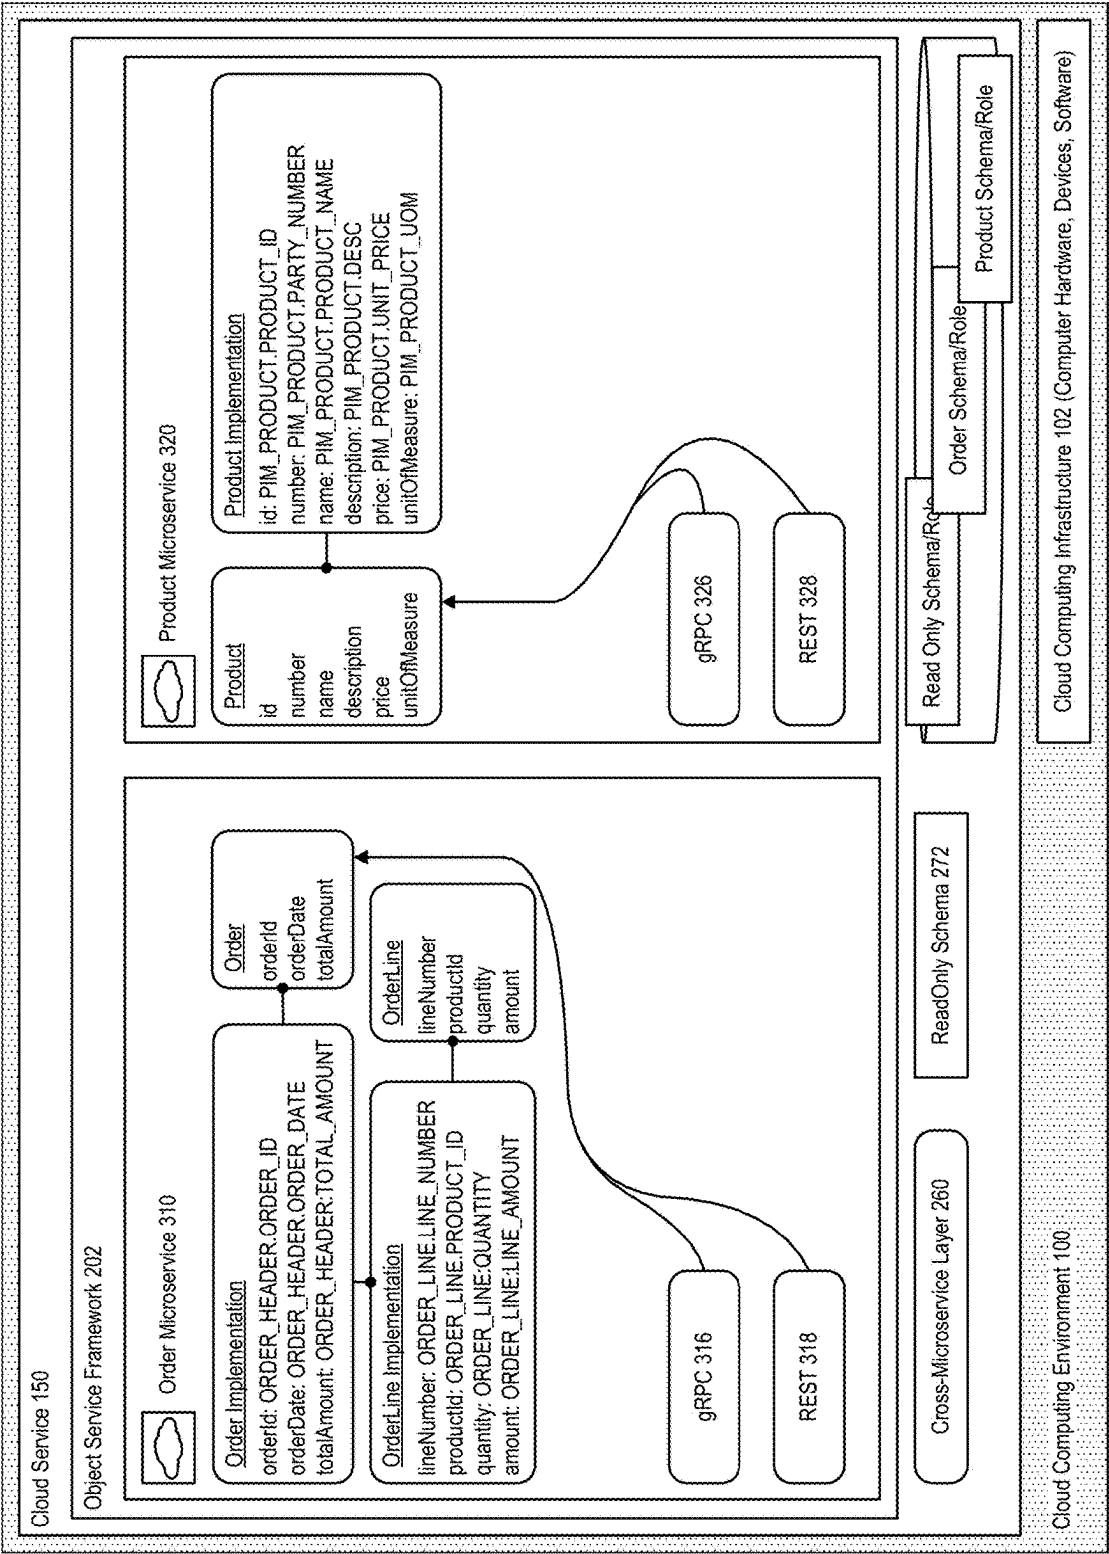 Cloud Service 150
Object Service Framework 202
Order Microservice 310
Order Implementation
orderId: ORDER_HEADER.ORDER_ID
orderDate: ORDER_HEADER.ORDER_DATE
totalAmount: ORDER_HEADER:TOTAL_AMOUNT
Order
orderId
orderDate
totalAmount
OrderLine Implementation
lineNumber: ORDER_LINE.LINE_NUMBER
productId: ORDER_LINE.PRODUCT_ID
quantity: ORDER_LINE:QUANTITY
amount: ORDER_LINE:LINE_AMOUNT
OrderLine
lineNumber
productId
quantity
amount
gRPC 316
REST 318
Product Microservice 320
Product
id
number
name
description
price
unitOfMeasure
Product Implementation
id: PIM_PRODUCT.PRODUCT_ID
number: PIM_PRODUCT.PARTY_NUMBER
name: PIM_PRODUCT.PRODUCT_NAME
description: PIM_PRODUCT.DESC
price: PIM_PRODUCT.UNIT_PRICE
unitOfMeasure: PIM_PRODUCT_UOM
gRPC 326
REST 328
Cross-Microservice Layer 260
ReadOnly Schema 272
Read Only Schema/Role
Order Schema/Role
Product Schema/Role
Cloud Computing Environment 100
Cloud Computing Infrastructure 102 (Computer Hardware, Devices, Software)